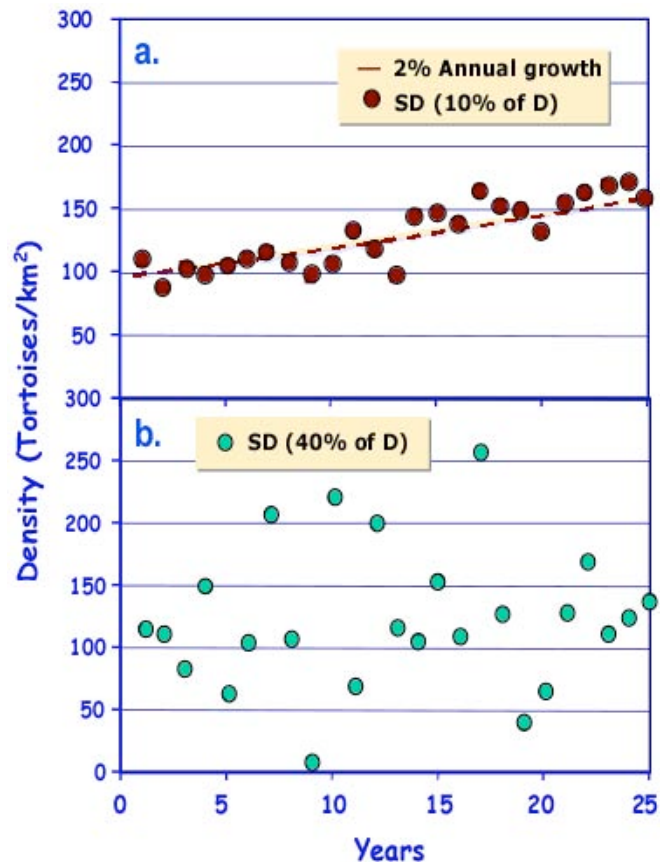 300
a.
2% Annual growth
SD (10% of D)
250
200
150
100
50
Density (Tortoises/km²)
300
b.
SD (40% of D)
250
200
150
100
50
0
0 5 10 15 20 25
Years